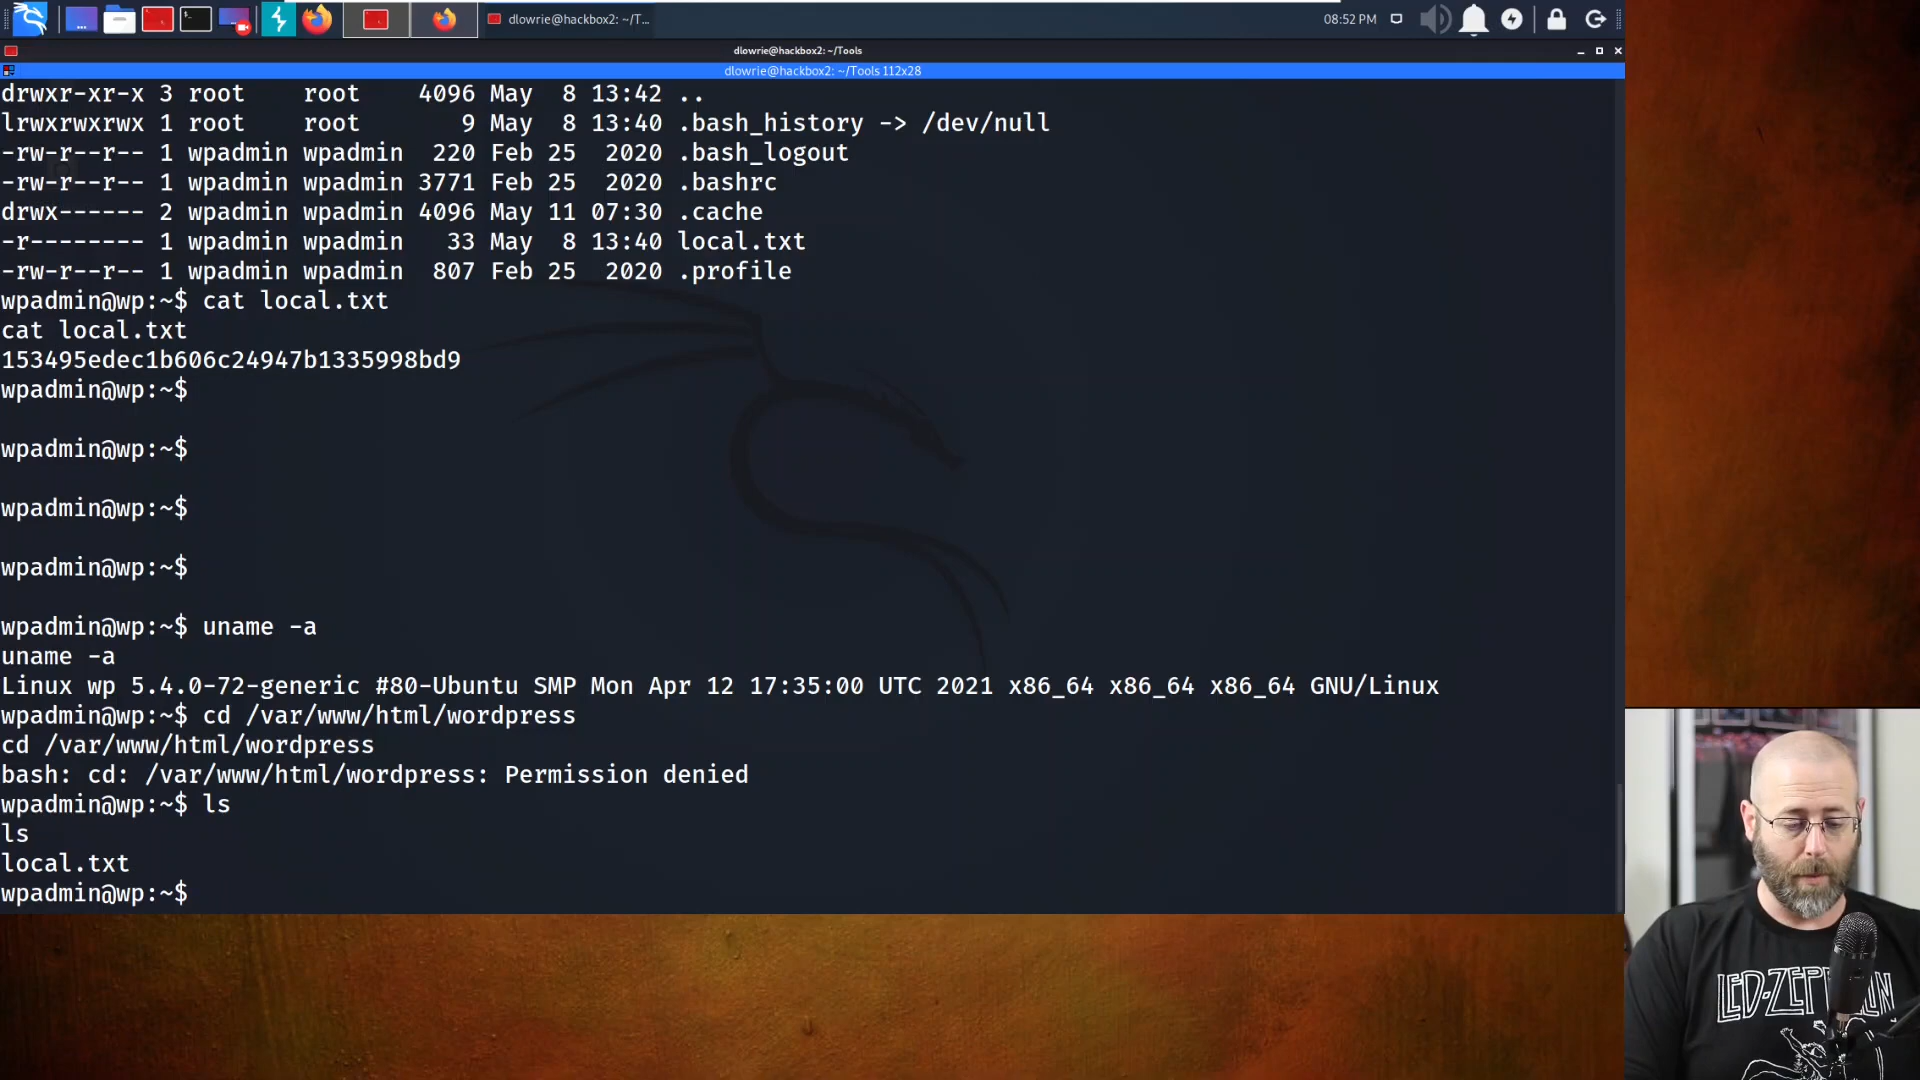 dlowrie@hackbox2: ~/T...
08:52 PM
dlowrie@hackbox2: ~/Tools
dlowrie@hackbox2: ~/Tools 112x28
drwxr-xr-x 3 root    root    4096 May  8 13:42 ..
lrwxrwxrwx 1 root    root       9 May  8 13:40 .bash_history -> /dev/null
-rw-r--r-- 1 wpadmin wpadmin  220 Feb 25  2020 .bash_logout
-rw-r--r-- 1 wpadmin wpadmin 3771 Feb 25  2020 .bashrc
drwx------ 2 wpadmin wpadmin 4096 May 11 07:30 .cache
-r-------- 1 wpadmin wpadmin   33 May  8 13:40 local.txt
-rw-r--r-- 1 wpadmin wpadmin  807 Feb 25  2020 .profile
wpadmin@wp:~$ cat local.txt
cat local.txt
153495edec1b606c24947b1335998bd9
wpadmin@wp:~$
wpadmin@wp:~$
wpadmin@wp:~$
wpadmin@wp:~$
wpadmin@wp:~$ uname -a
uname -a
Linux wp 5.4.0-72-generic #80-Ubuntu SMP Mon Apr 12 17:35:00 UTC 2021 x86_64 x86_64 x86_64 GNU/Linux
wpadmin@wp:~$ cd /var/www/html/wordpress
cd /var/www/html/wordpress
bash: cd: /var/www/html/wordpress: Permission denied
wpadmin@wp:~$ ls
ls
local.txt
wpadmin@wp:~$